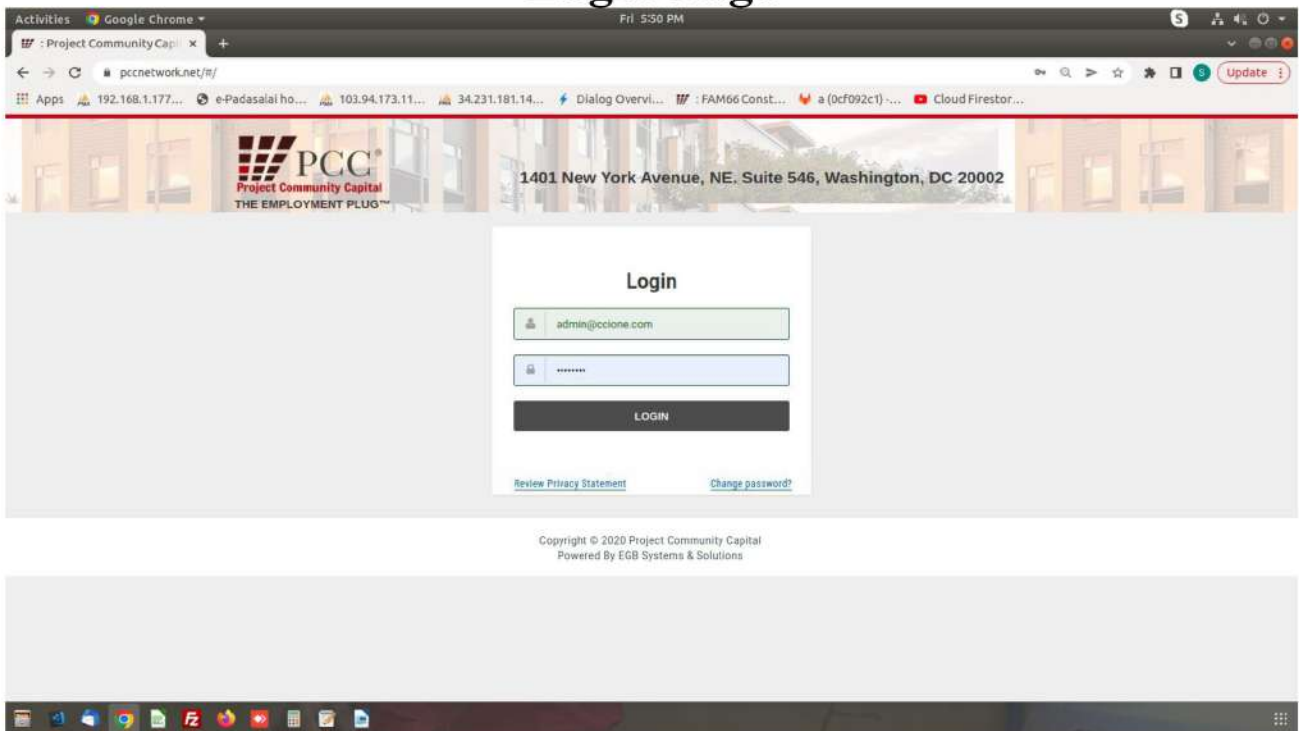 Activities Google Chrome Fri 5:50 PM
: Project Community Capi
pccnetwork.net/#/ Update
Apps 192.168.1.177... e-Padasalai ho... 103.94.173.11... 34.231.181.14... Dialog Overvi... : FAM66 Const... a (0cf092c1) -... Cloud Firestor...
PCC
Project Community Capital
THE EMPLOYMENT PLUG™
1401 New York Avenue, NE. Suite 546, Washington, DC 20002
Login
admin@ccione.com
••••••••
LOGIN
Review Privacy Statement Change password?
Copyright © 2020 Project Community Capital
Powered By EGB Systems & Solutions